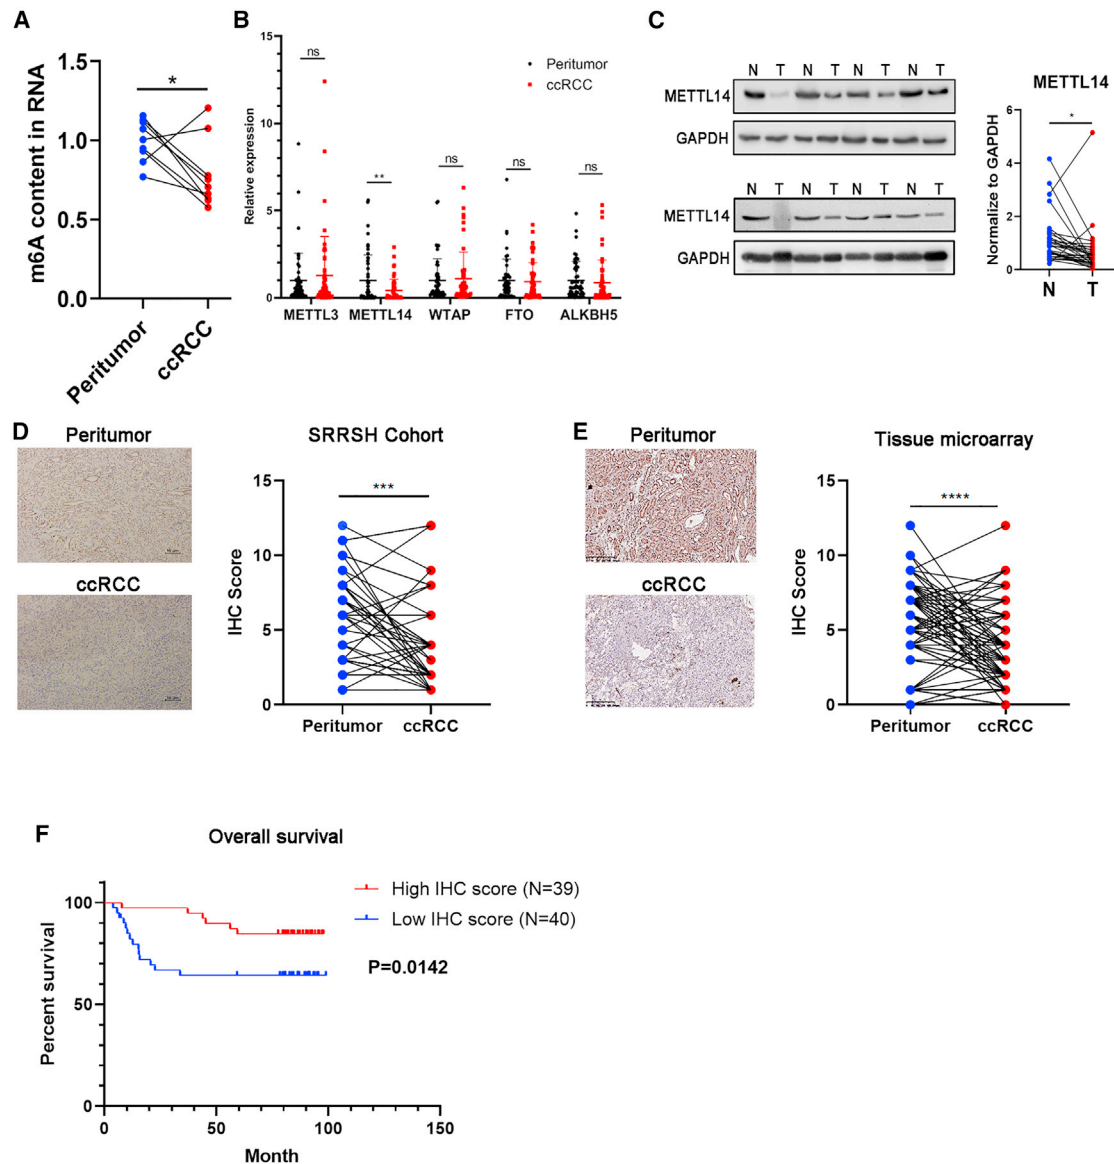 A
m6A content in RNA
1.5
1.0
0.5
0.0
*
Peritumor
ccRCC
B
Relative expression
15
10
5
4
3
2
1
0
ns
**
ns
ns
ns
Peritumor
ccRCC
METTL3 METTL14 WTAP FTO ALKBH5
C
N T N T N T N T
METTL14
GAPDH
N T N T N T N T
METTL14
GAPDH
METTL14
Normalize to GAPDH
6
4
2
0
*
N T
D
Peritumor
ccRCC
SRRSH Cohort
IHC Score
15
10
5
0
***
Peritumor ccRCC
E
Peritumor
ccRCC
Tissue microarray
IHC Score
15
10
5
0
****
Peritumor ccRCC
F
Overall survival
Percent survival
100
50
0
0 50 100 150
Month
High IHC score (N=39)
Low IHC score (N=40)
P=0.0142